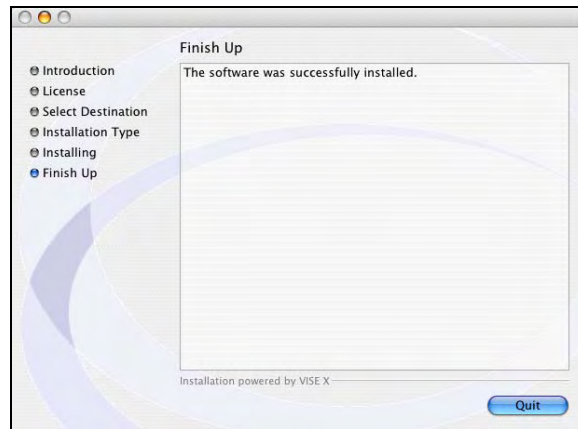 Finish Up
Introduction
License
Select Destination
Installation Type
Installing
Finish Up
The software was successfully installed.
Installation powered by VISE X
Quit